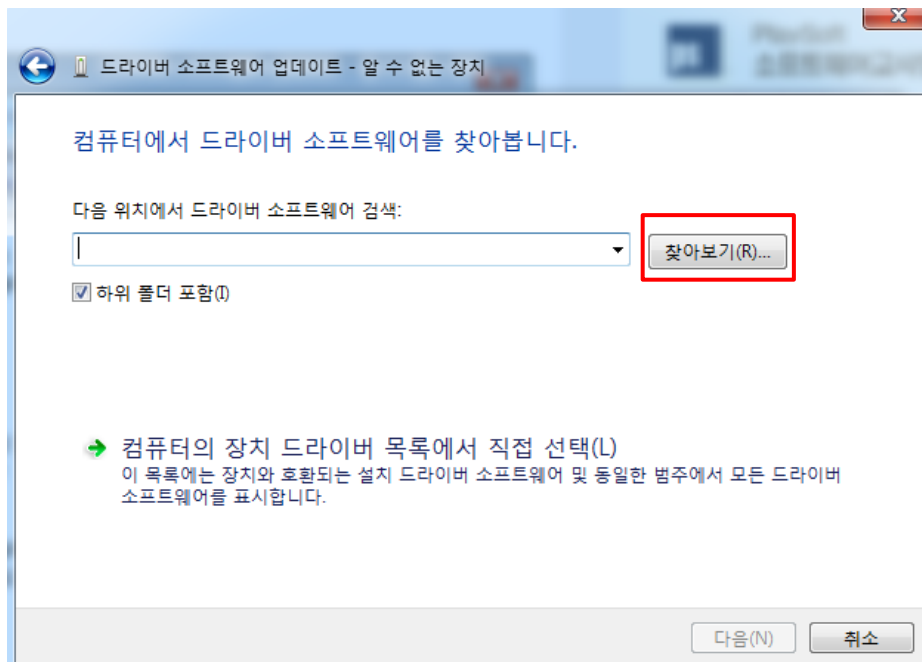 드라이버 소프트웨어 업데이트 - 알 수 없는 장치
컴퓨터에서 드라이버 소프트웨어를 찾아봅니다.
다음 위치에서 드라이버 소프트웨어 검색:
찾아보기(R)...
하위 폴더 포함(I)
컴퓨터의 장치 드라이버 목록에서 직접 선택(L)
이 목록에는 장치와 호환되는 설치 드라이버 소프트웨어 및 동일한 범주에서 모든 드라이버
소프트웨어를 표시합니다.
다음(N)
취소